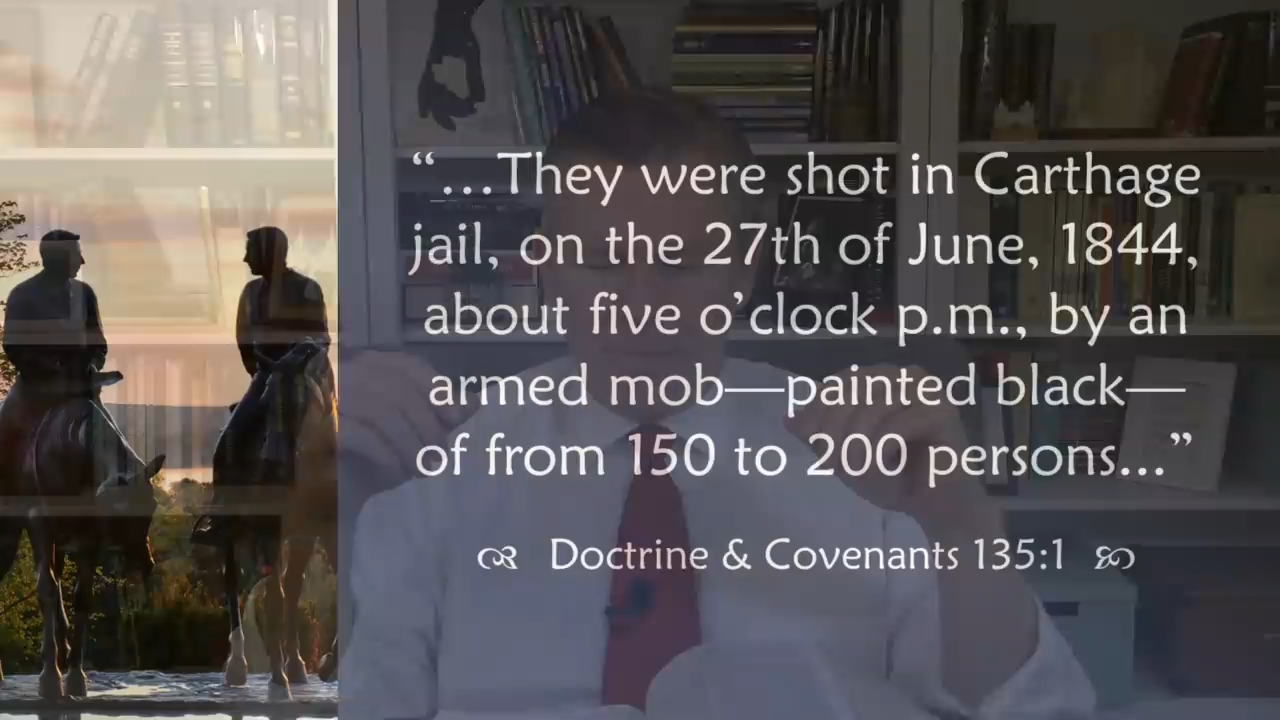 “…They were shot in Carthage
jail, on the 27th of June, 1844,
about five o’clock p.m., by an
armed mob—painted black—
of from 150 to 200 persons…”
Doctrine & Covenants 135:1